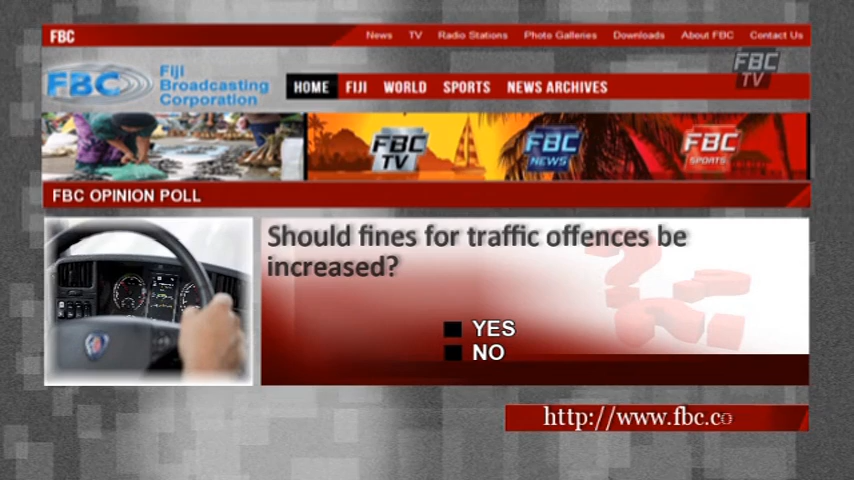 FBC
News TV Radio Stations Photo Galleries Downloads About FBC Contact Us
FBC TV
FBC Fiji Broadcasting Corporation
HOME FIJI WORLD SPORTS NEWS ARCHIVES
FBC TV
FBC NEWS
FBC SPORTS
FBC OPINION POLL
Should fines for traffic offences be
increased?
YES
NO
http://www.fbc.co